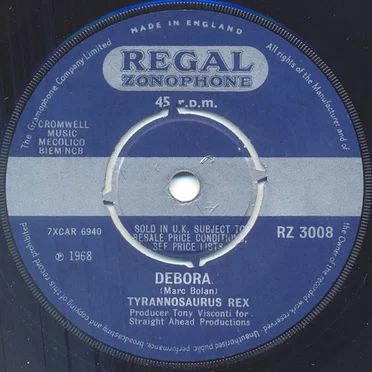 MADE IN ENGLAND
The Gramophone Company Limited
All rights of the Manufacturer and of
REGAL
ZONOPHONE
45 r.p.m.
CROMWELL
MUSIC
MECOLICO
BIEM NCB
7XCAR 6940
SOLD IN U.K. SUBJECT TO
RESALE PRICE CONDITIONS,
SEE PRICE LISTS
RZ 3008
℗ 1968
DEBORA
(Marc Bolan)
TYRANNOSAURUS REX
Producer Tony Visconti for
Straight Ahead Productions
the Owner of the recorded work reserved
Unauthorised public performance, broadcasting and copying of this record prohibited